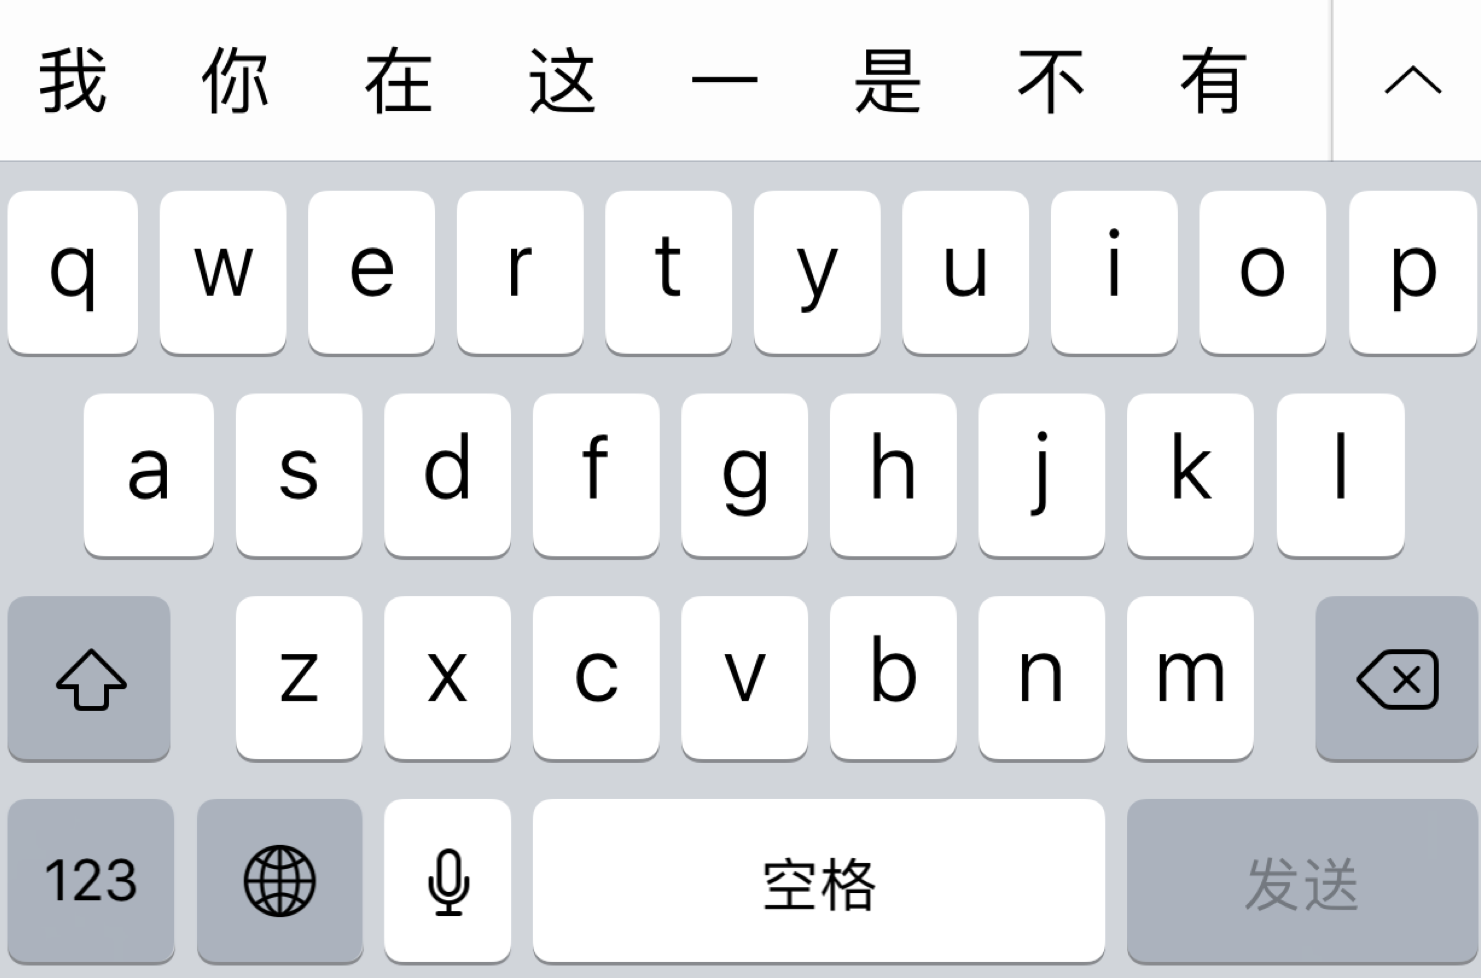 我 你 在 这 一 是 不 有
q w e r t y u i o p
a s d f g h j k l
z x c v b n m
123 空格 发送